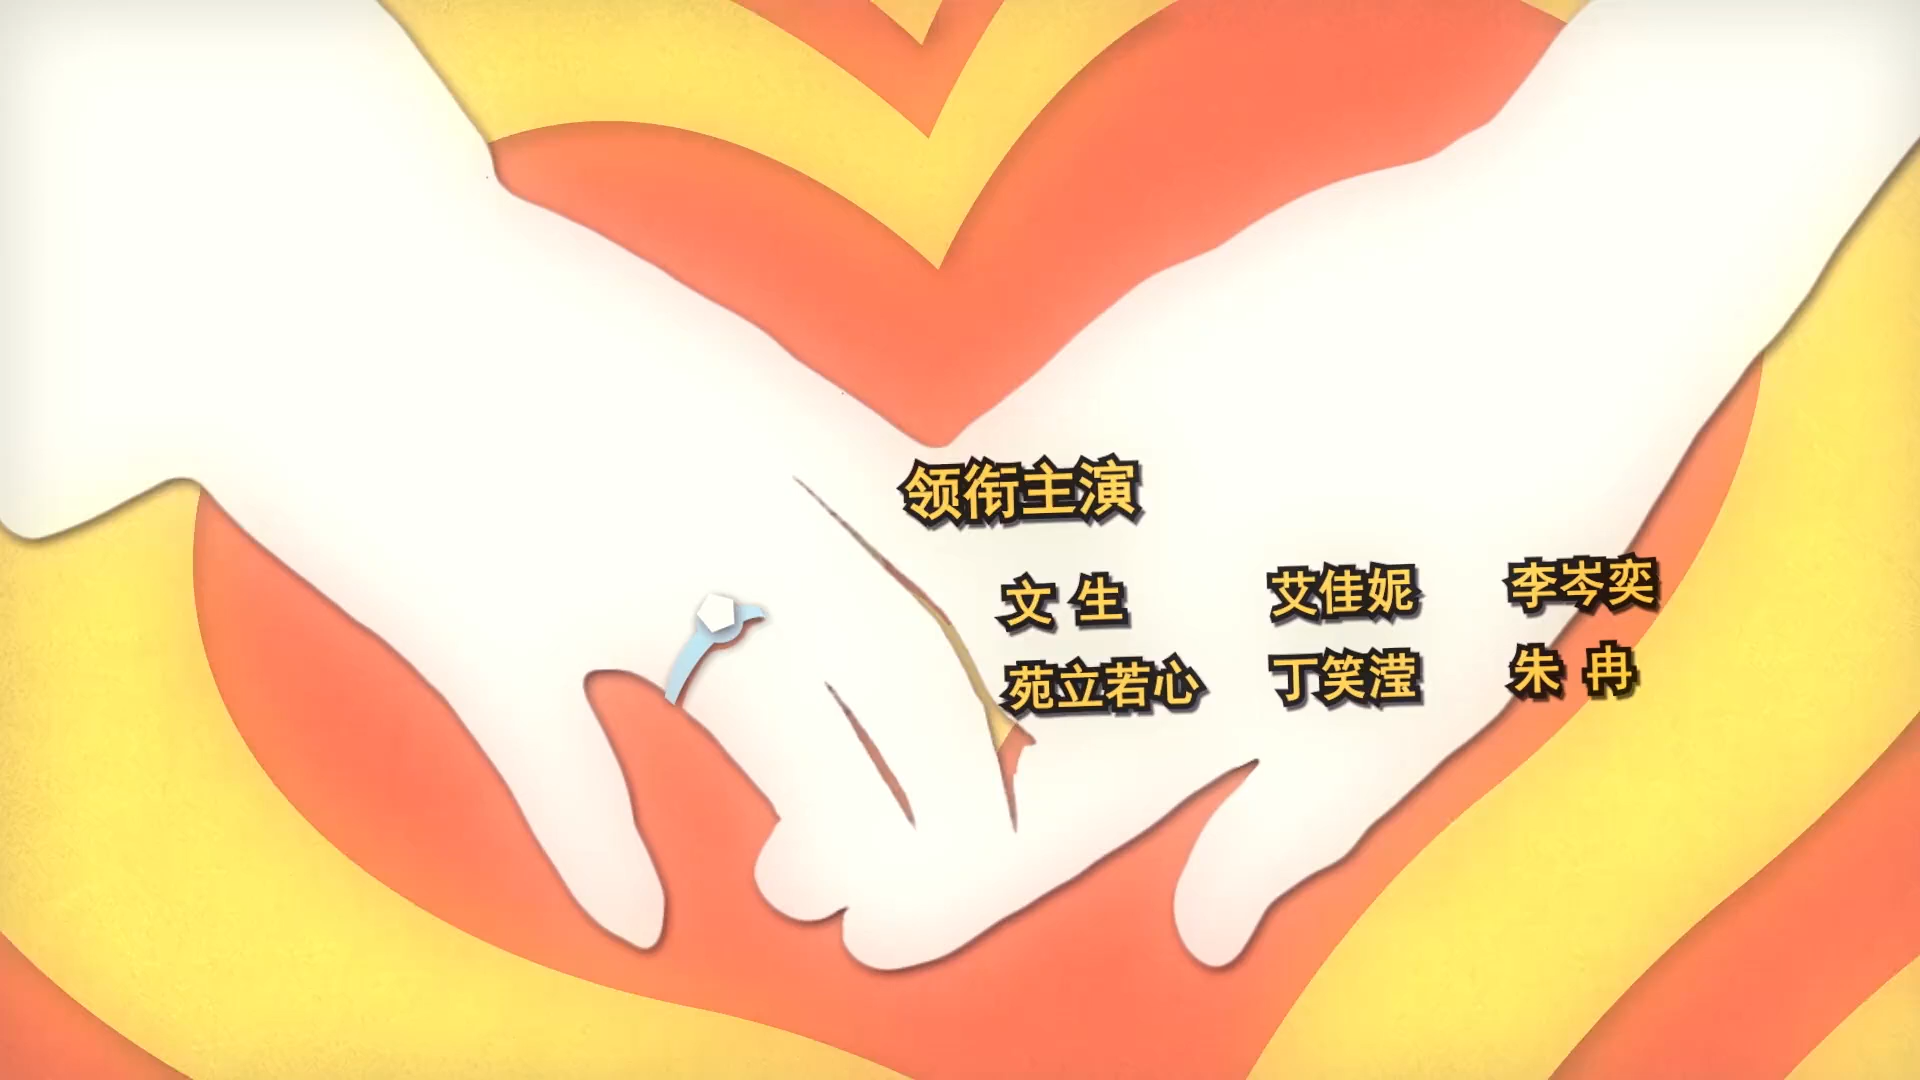 领衔主演
文 生 艾佳妮 李岑奕
苑立若心 丁笑滢 朱 冉